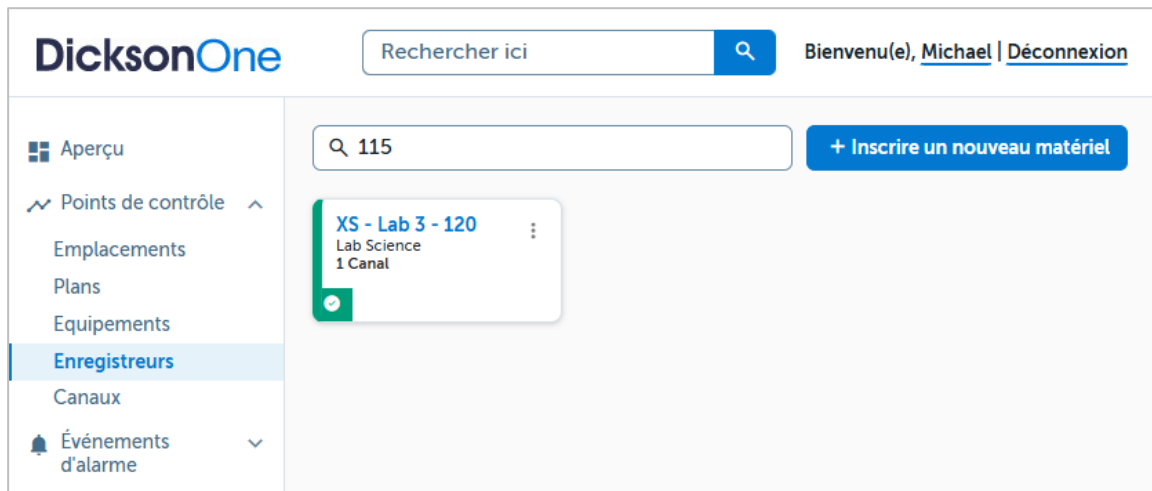 DicksonOne
Rechercher ici
Bienvenu(e), Michael | Déconnexion
Aperçu
Points de contrôle
Emplacements
Plans
Equipements
Enregistreurs
Canaux
Événements
d'alarme
115
+ Inscrire un nouveau matériel
XS - Lab 3 - 120
Lab Science
1 Canal